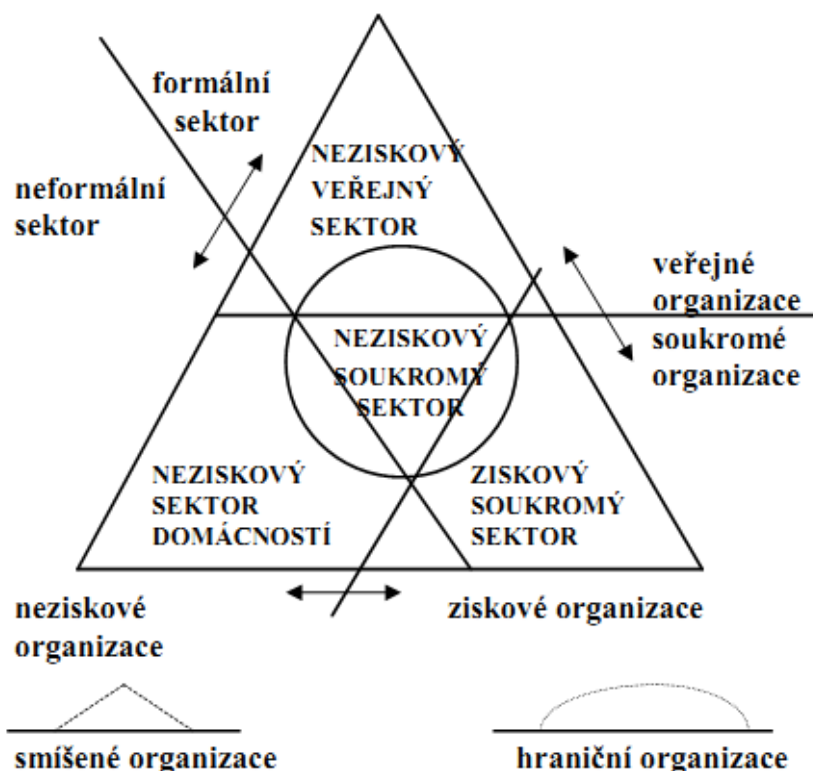 formální
sektor
neformální
sektor
NEZISKOVÝ
VEŘEJNÝ
SEKTOR
veřejné
organizace
soukromé
organizace
NEZISKOVÝ
SOUKROMÝ
SEKTOR
NEZISKOVÝ
SEKTOR
DOMÁCNOSTÍ
ZISKOVÝ
SOUKROMÝ
SEKTOR
neziskové
organizace
ziskové organizace
smíšené organizace
hraniční organizace